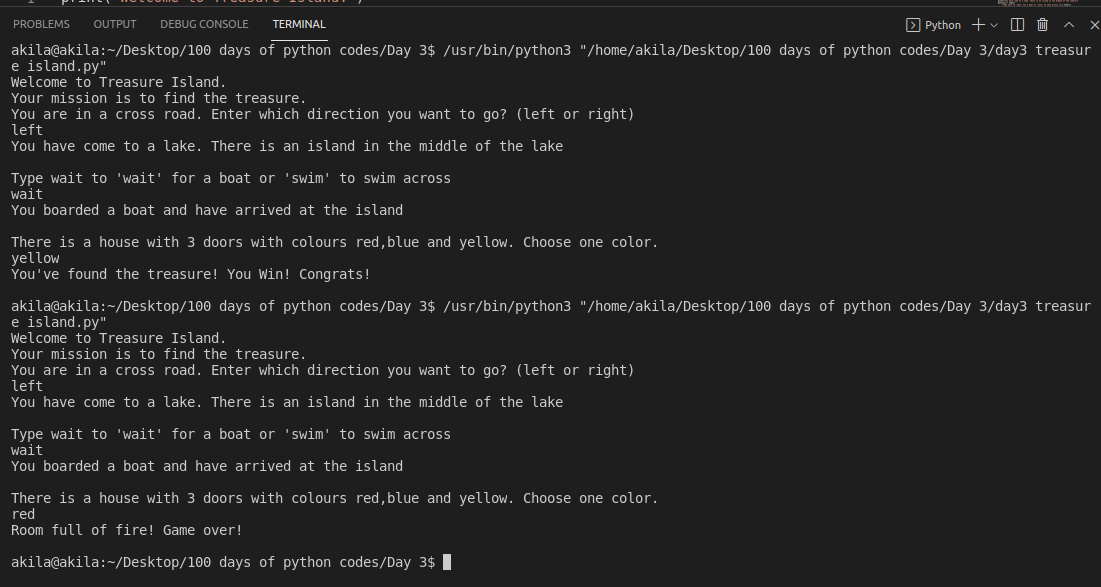 1 print("Welcome to Treasure Island.")
PROBLEMS OUTPUT DEBUG CONSOLE TERMINAL Python
akila@akila:~/Desktop/100 days of python codes/Day 3$ /usr/bin/python3 "/home/akila/Desktop/100 days of python codes/Day 3/day3 treasur
e island.py"
Welcome to Treasure Island.
Your mission is to find the treasure.
You are in a cross road. Enter which direction you want to go? (left or right)
left
You have come to a lake. There is an island in the middle of the lake
Type wait to 'wait' for a boat or 'swim' to swim across
wait
You boarded a boat and have arrived at the island
There is a house with 3 doors with colours red,blue and yellow. Choose one color.
yellow
You've found the treasure! You Win! Congrats!
akila@akila:~/Desktop/100 days of python codes/Day 3$ /usr/bin/python3 "/home/akila/Desktop/100 days of python codes/Day 3/day3 treasur
e island.py"
Welcome to Treasure Island.
Your mission is to find the treasure.
You are in a cross road. Enter which direction you want to go? (left or right)
left
You have come to a lake. There is an island in the middle of the lake
Type wait to 'wait' for a boat or 'swim' to swim across
wait
You boarded a boat and have arrived at the island
There is a house with 3 doors with colours red,blue and yellow. Choose one color.
red
Room full of fire! Game over!
akila@akila:~/Desktop/100 days of python codes/Day 3$